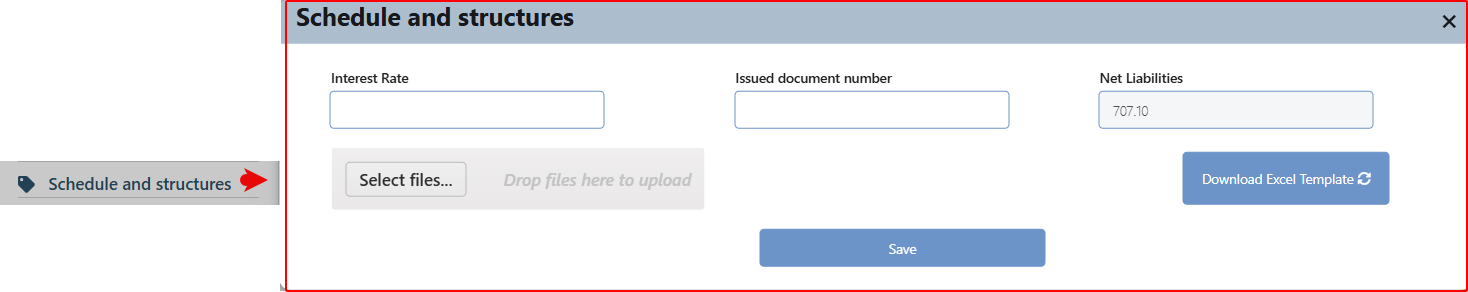 Schedule and structures
Interest Rate
Issued document number
Net Liabilities
707.10
Schedule and structures
Select files...
Drop files here to upload
Download Excel Template
Save